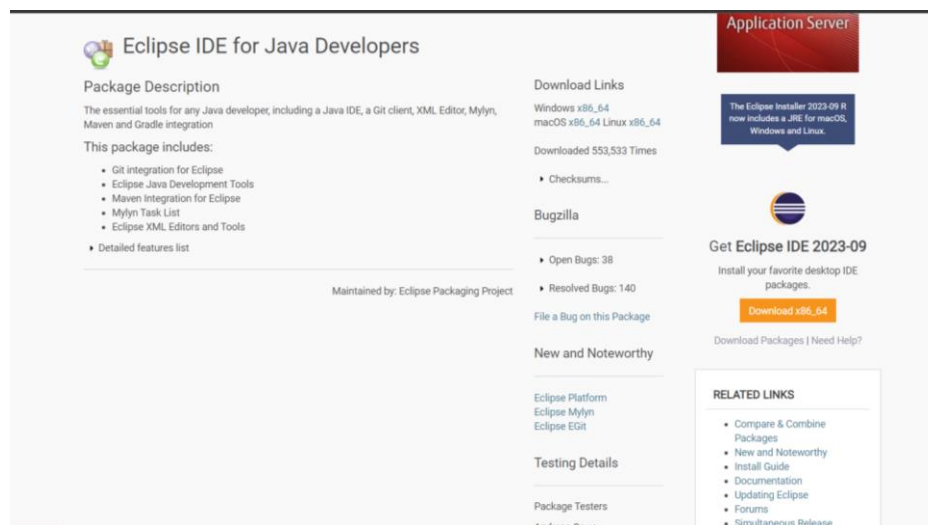 Eclipse IDE for Java Developers
Package Description
The essential tools for any Java developer, including a Java IDE, a Git client, XML Editor, Mylyn,
Maven and Gradle integration
This package includes:
Git integration for Eclipse
Eclipse Java Development Tools
Maven Integration for Eclipse
Mylyn Task List
Eclipse XML Editors and Tools
Detailed features list
Maintained by: Eclipse Packaging Project
Download Links
Windows x86_64
macOS x86_64 Linux x86_64
Downloaded 553,533 Times
Checksums...
Bugzilla
Open Bugs: 38
Resolved Bugs: 140
File a Bug on this Package
New and Noteworthy
Eclipse Platform
Eclipse Mylyn
Eclipse EGit
Testing Details
Package Testers
Application Server
The Eclipse Installer 2023-09 R
now includes a JRE for macOS,
Windows and Linux.
Get Eclipse IDE 2023-09
Install your favorite desktop IDE
packages.
Download x86_64
Download Packages | Need Help?
RELATED LINKS
Compare & Combine
Packages
New and Noteworthy
Install Guide
Documentation
Updating Eclipse
Forums
Simultaneous Release